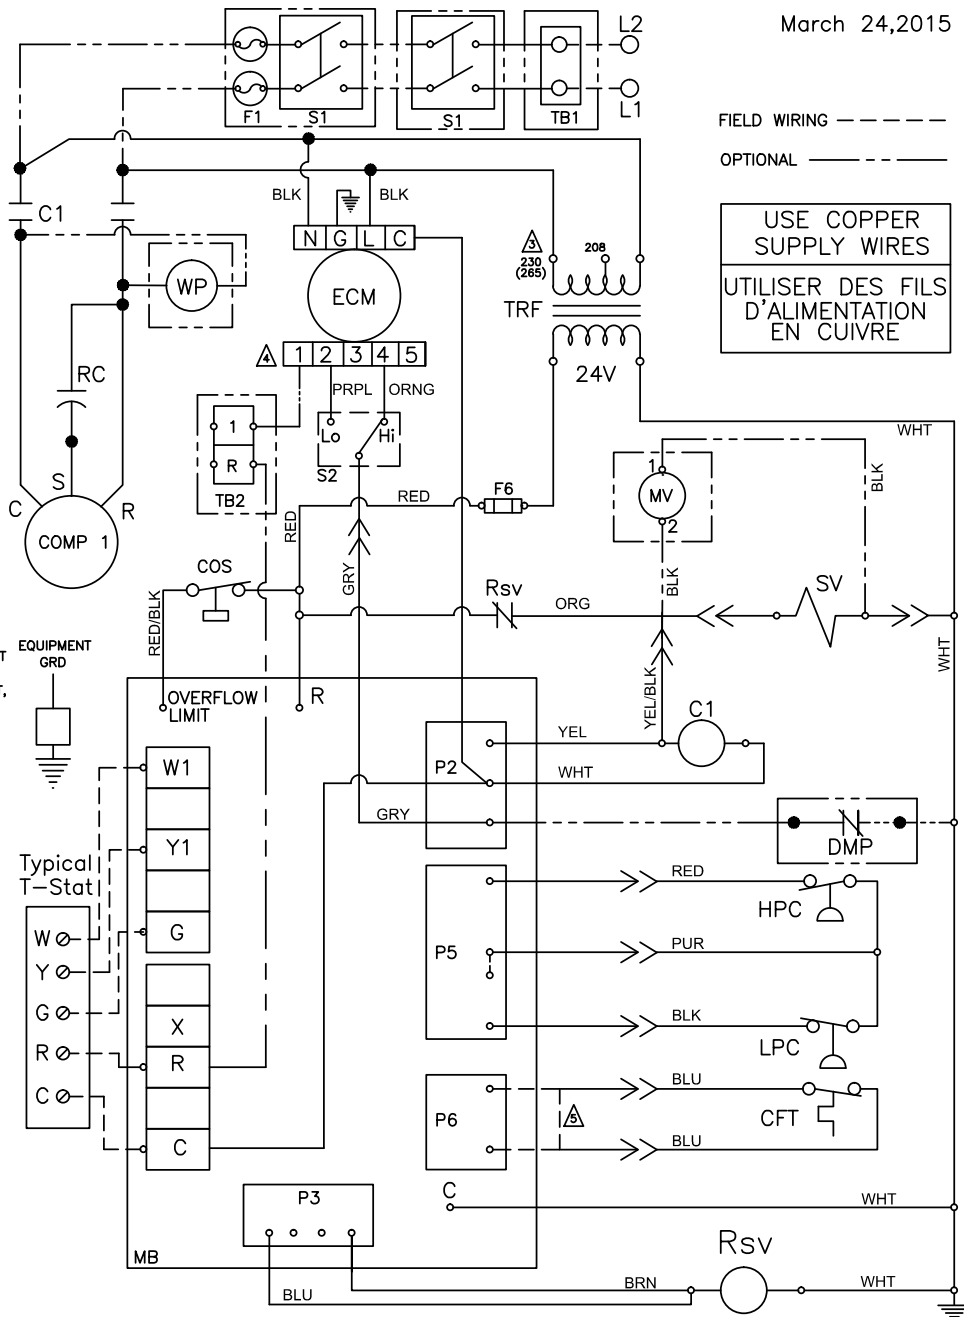 March 24,2015
L2
L1
F1
S1
S1
TB1
FIELD WIRING
OPTIONAL
USE COPPER
SUPPLY WIRES
UTILISER DES FILS
D'ALIMENTATION
EN CUIVRE
C1
BLK
BLK
N G L C
ECM
WP
3
230
(265)
208
TRF
24V
4
1 2 3 4 5
PRPL
ORNG
RC
1
R
TB2
Lo
Hi
S2
WHT
BLK
1
MV
2
S
C
R
COMP 1
RED
F6
RED
GRY
COS
RED/BLK
Rsv
ORG
BLK
SV
WHT
T
T,
EQUIPMENT
GRD
OVERFLOW
LIMIT
R
YEL/BLK
C1
P2
YEL
WHT
GRY
DMP
W1
Y1
G
X
R
C
Typical
T-Stat
W
Y
G
R
C
P5
RED
HPC
PUR
BLK
LPC
P6
5
BLU
CFT
BLU
C
WHT
P3
MB
Rsv
BLU
BRN
WHT